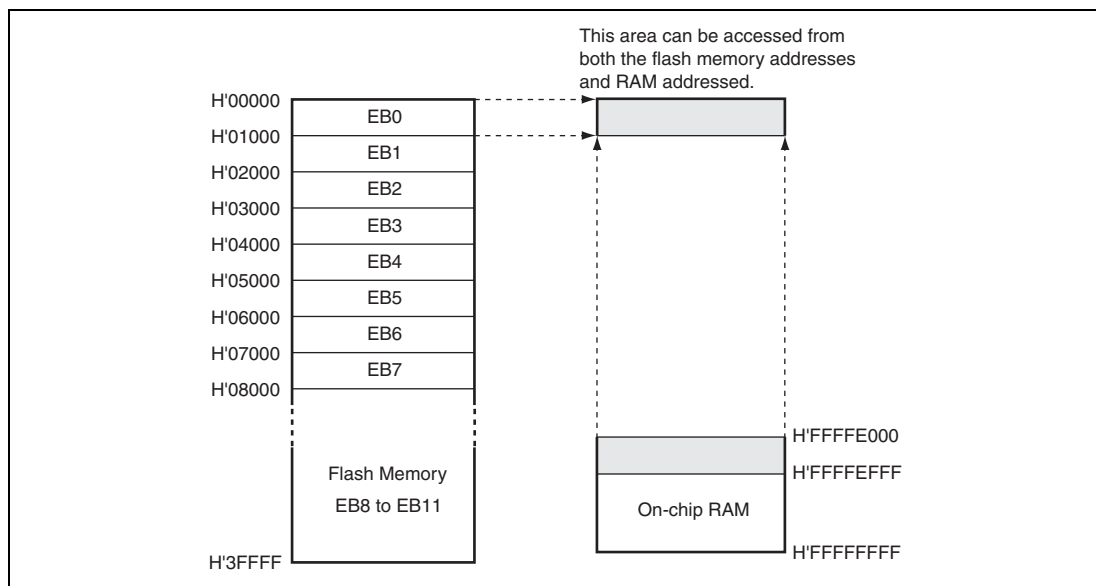 This area can be accessed from
both the flash memory addresses
and RAM addressed.
H'00000
EB0
H'01000
EB1
H'02000
EB2
H'03000
EB3
H'04000
EB4
H'05000
EB5
H'06000
EB6
H'07000
EB7
H'08000
Flash Memory
EB8 to EB11
H'3FFFF
H'FFFFE000
H'FFFFEFFF
On-chip RAM
H'FFFFFFFF